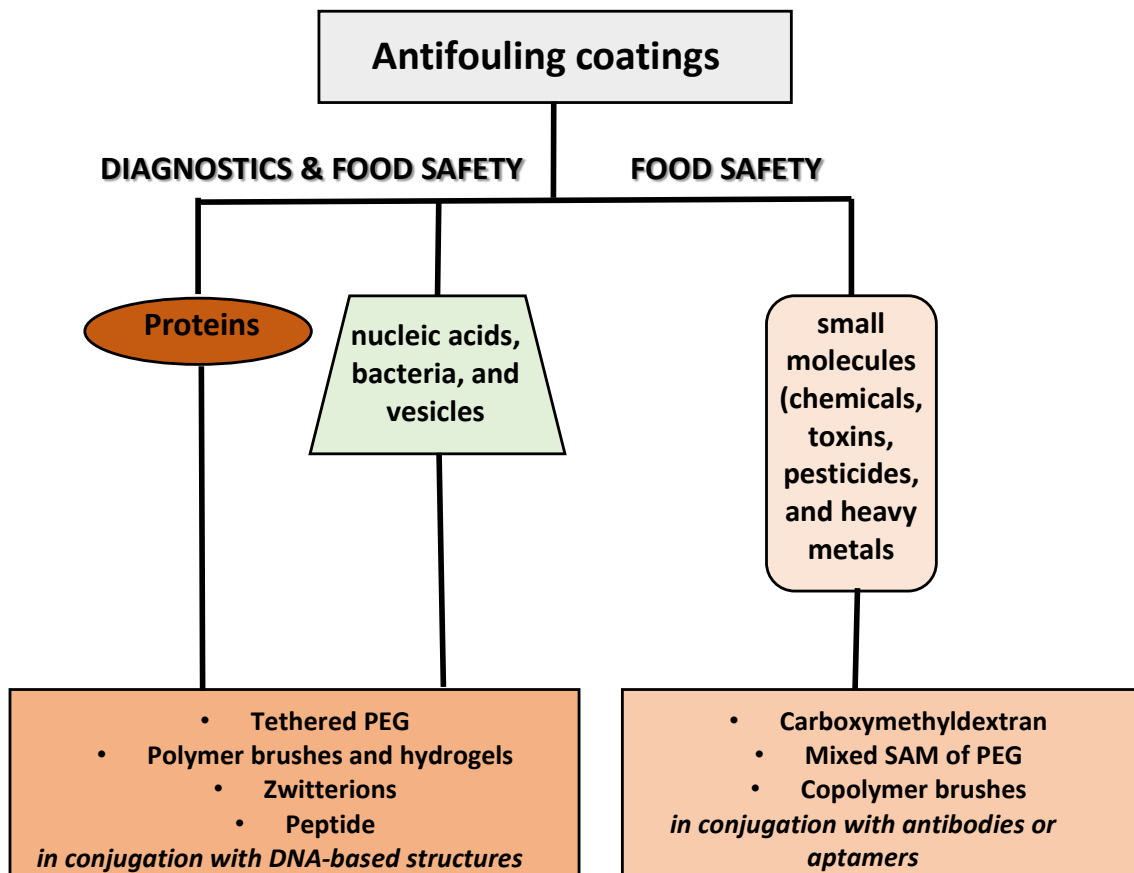 Antifouling coatings
DIAGNOSTICS & FOOD SAFETY
FOOD SAFETY
Proteins
nucleic acids,
bacteria, and
vesicles
small
molecules
(chemicals,
toxins,
pesticides,
and heavy
metals
• Tethered PEG
• Polymer brushes and hydrogels
• Zwitterions
• Peptide
in conjugation with DNA-based structures
• Carboxymethyldextran
• Mixed SAM of PEG
• Copolymer brushes
in conjugation with antibodies or
aptamers